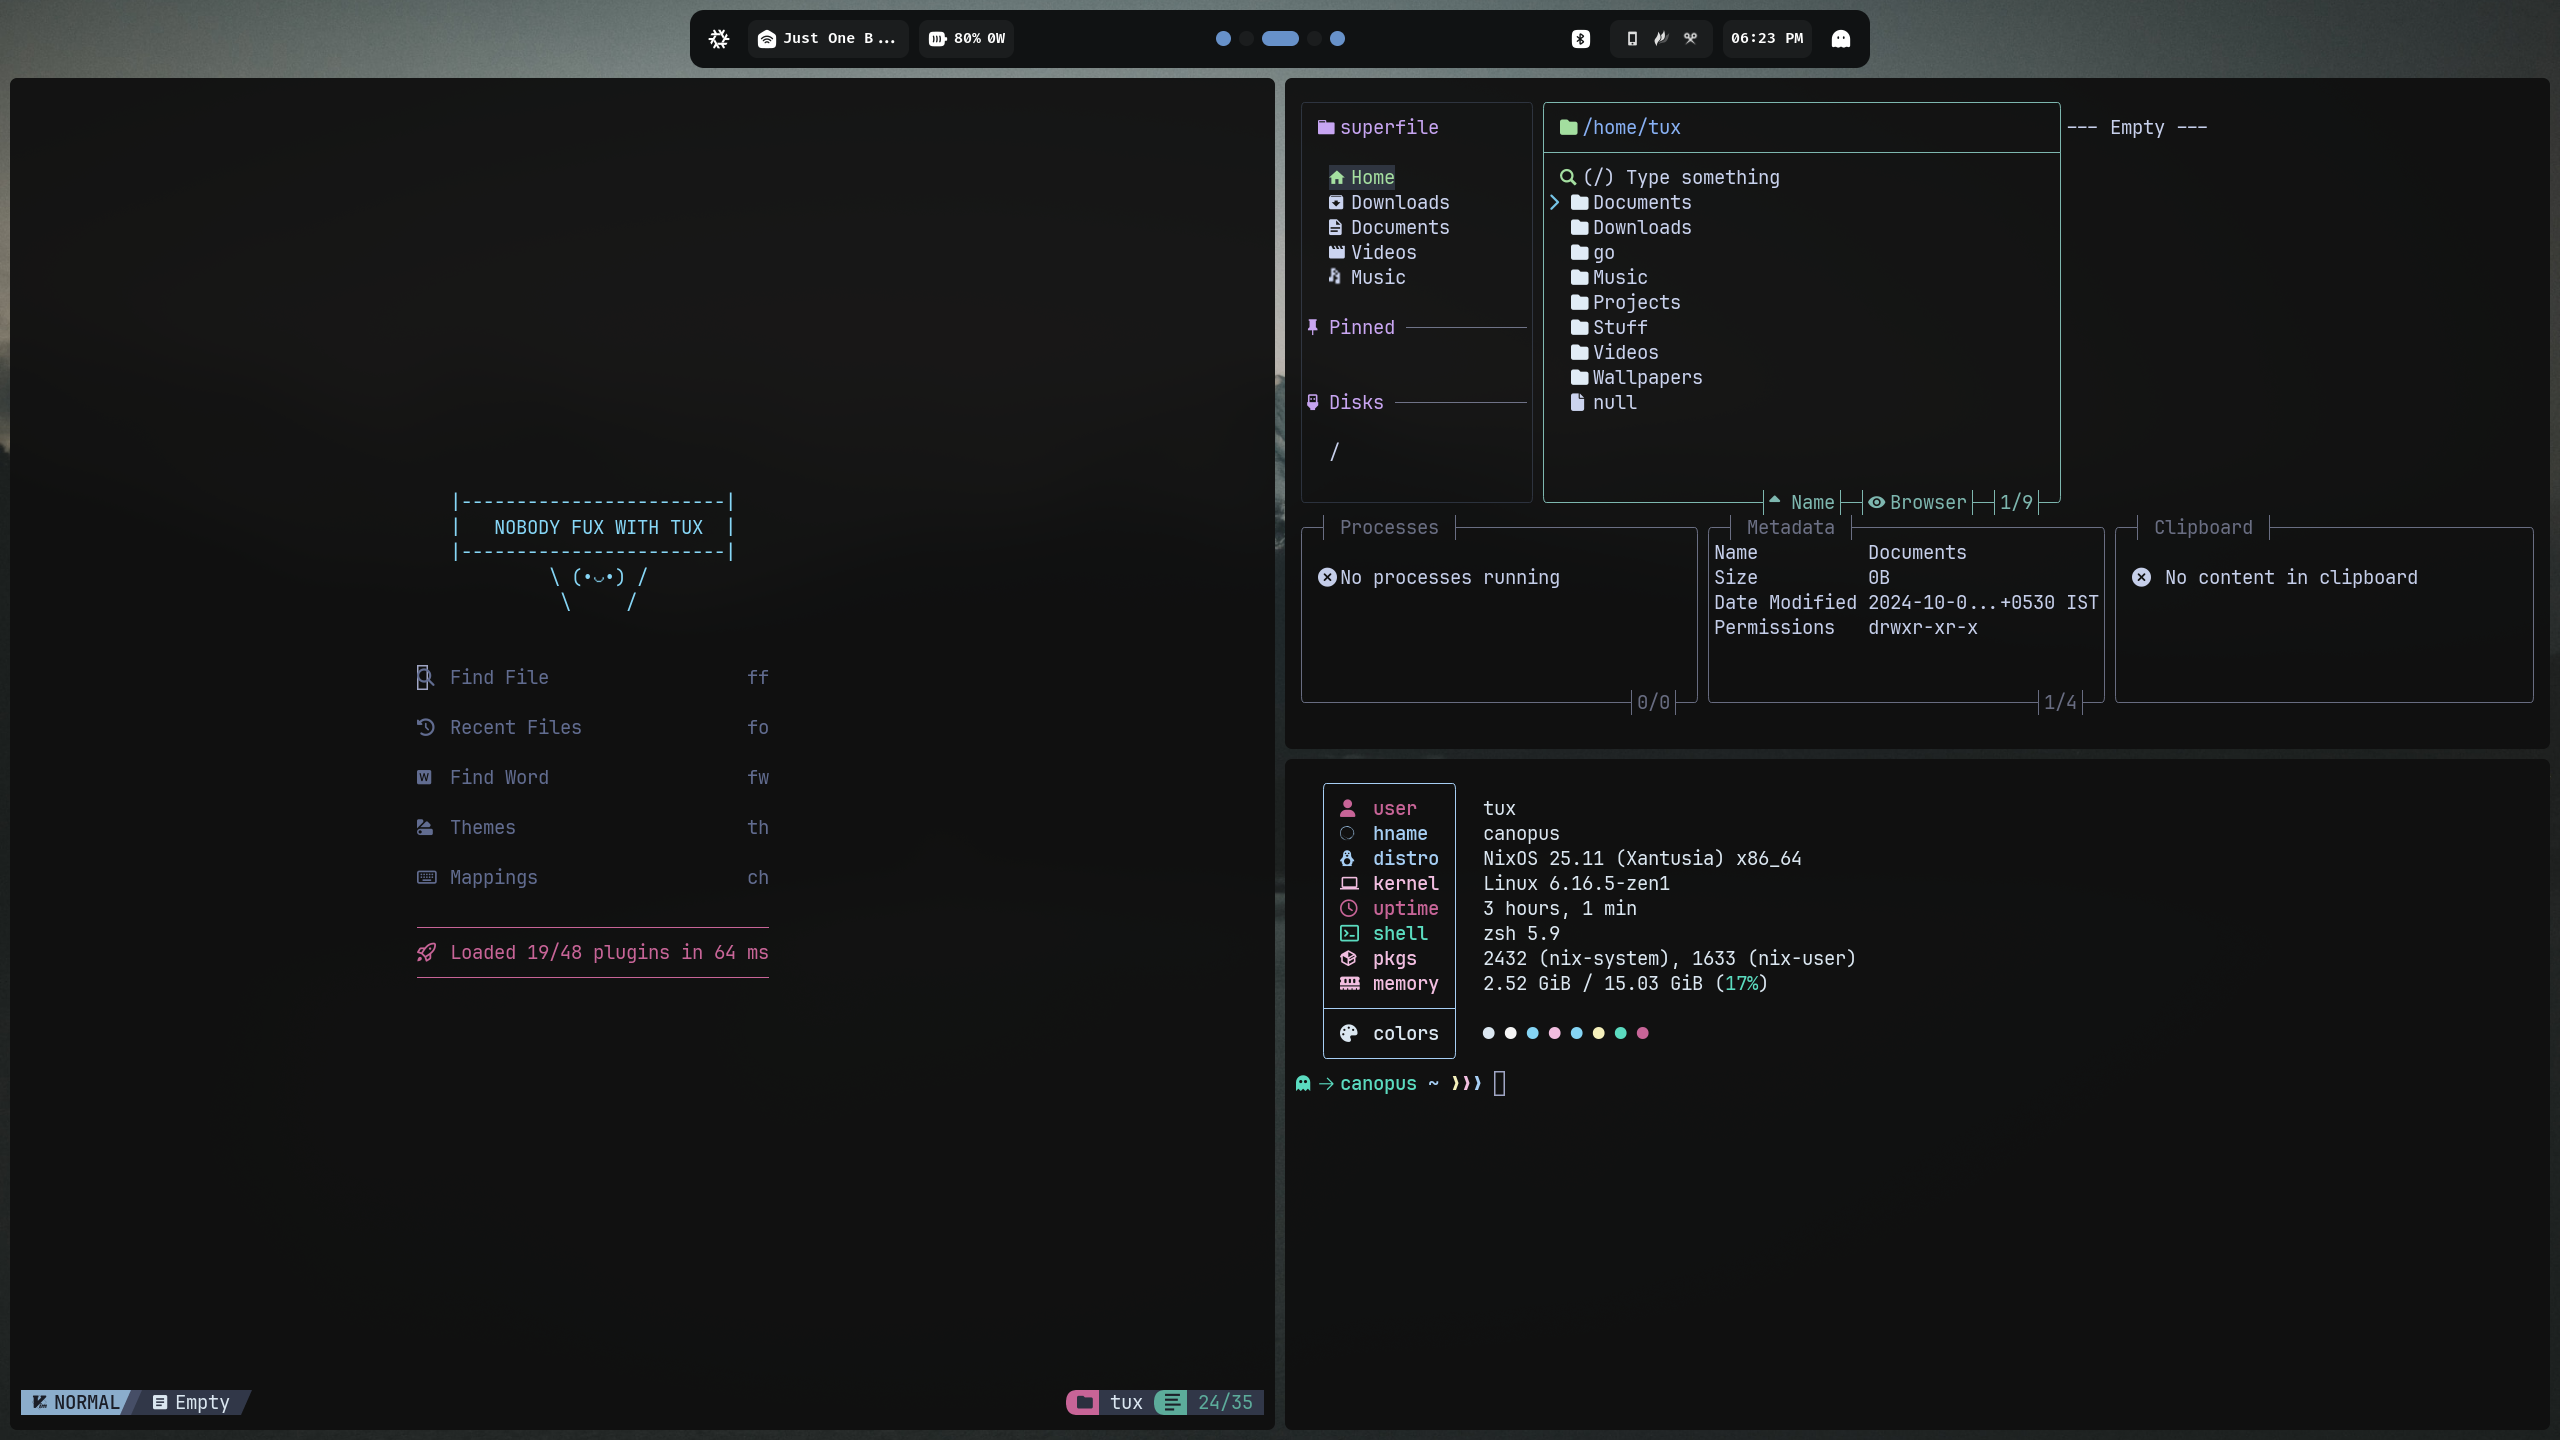 Just One B...
80% 0W
06:23 PM
|------------------------|
| NOBODY FUX WITH TUX |
|------------------------|
\ (•◡•) /
\ /
Find File ff
Recent Files fo
Find Word fw
Themes th
Mappings ch
Loaded 19/48 plugins in 64 ms
NORMAL Empty
tux 24/35
superfile
Home
Downloads
Documents
Videos
Music
Pinned
Disks
/
/home/tux
(/) Type something
Documents
Downloads
go
Music
Projects
Stuff
Videos
Wallpapers
null
Name Browser 1/9
--- Empty ---
Processes
No processes running
0/0
Metadata
Name Documents
Size 0B
Date Modified 2024-10-0...+0530 IST
Permissions drwxr-xr-x
1/4
Clipboard
No content in clipboard
user tux
hname canopus
distro NixOS 25.11 (Xantusia) x86_64
kernel Linux 6.16.5-zen1
uptime 3 hours, 1 min
shell zsh 5.9
pkgs 2432 (nix-system), 1633 (nix-user)
memory 2.52 GiB / 15.03 GiB (17%)
colors
→ canopus ~ ❯❯❯